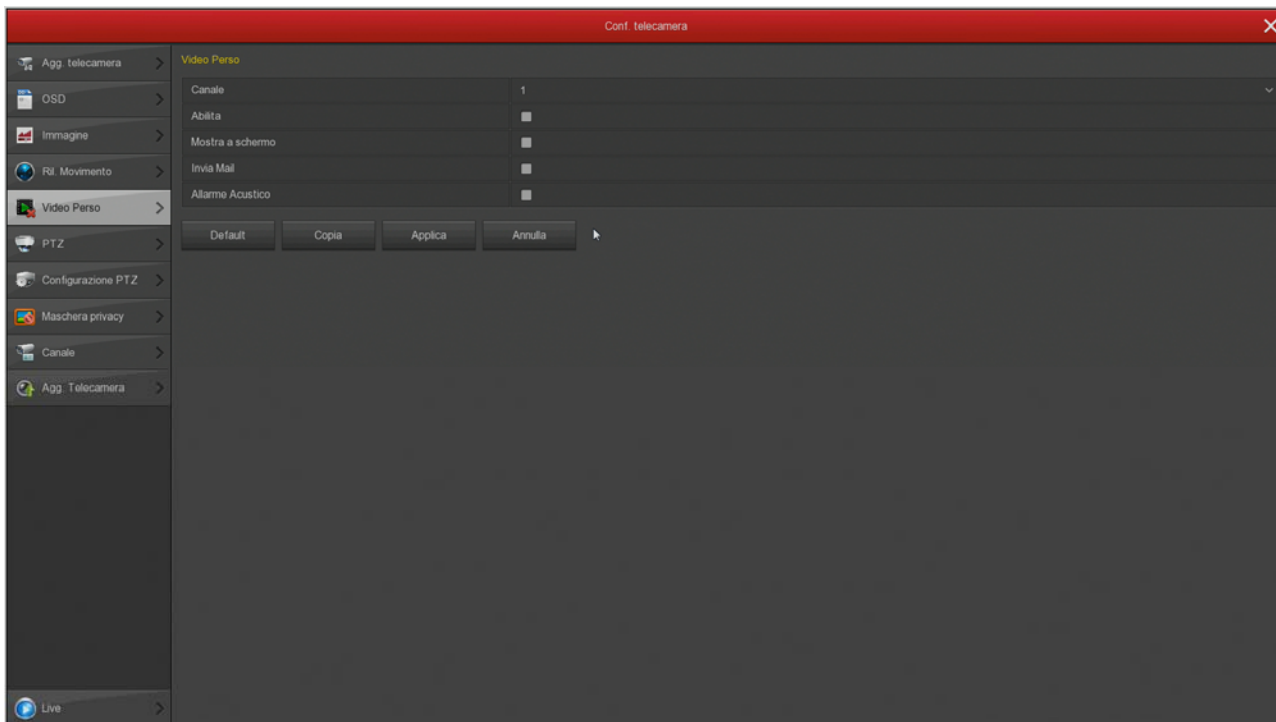 Conf. telecamera
Agg. telecamera
OSD
Immagine
Ril. Movimento
Video Perso
PTZ
Configurazione PTZ
Maschera privacy
Canale
Agg. Telecamera
Live
Video Perso
Canale 1
Abilita
Mostra a schermo
Invia Mail
Allarme Acustico
Default Copia Applica Annulla